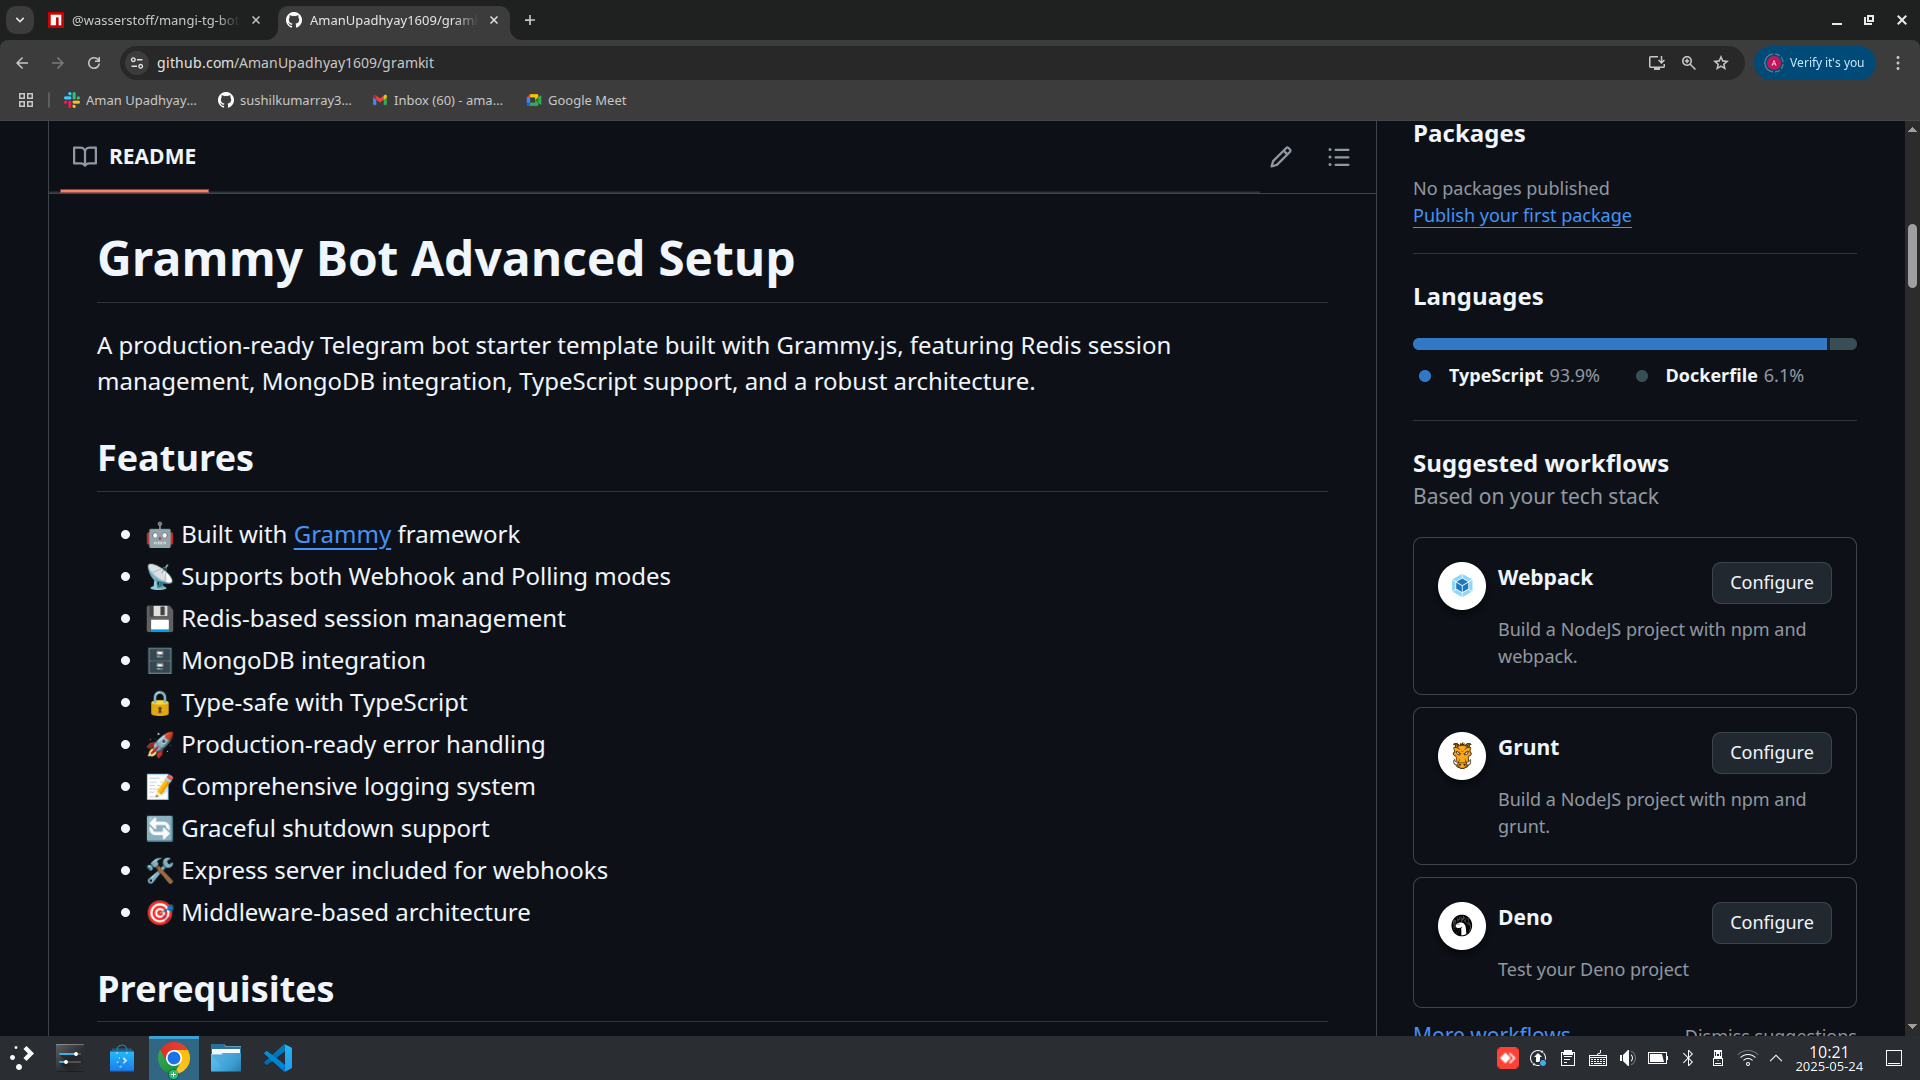 @wasserstoff/mangi-tg-bot
AmanUpadhyay1609/gram
github.com/AmanUpadhyay1609/gramkit
Verify it's you
Aman Upadhyay...
sushilkumarray3...
Inbox (60) - ama...
Google Meet
README
Grammy Bot Advanced Setup
A production-ready Telegram bot starter template built with Grammy.js, featuring Redis session
management, MongoDB integration, TypeScript support, and a robust architecture.
Features
Built with Grammy framework
Supports both Webhook and Polling modes
Redis-based session management
MongoDB integration
Type-safe with TypeScript
Production-ready error handling
Comprehensive logging system
Graceful shutdown support
Express server included for webhooks
Middleware-based architecture
Prerequisites
Packages
No packages published
Publish your first package
Languages
TypeScript 93.9%
Dockerfile 6.1%
Suggested workflows
Based on your tech stack
Webpack
Configure
Build a NodeJS project with npm and
webpack.
Grunt
Configure
Build a NodeJS project with npm and
grunt.
Deno
Configure
Test your Deno project
More workflows
Dismiss suggestions
10:21
2025-05-24